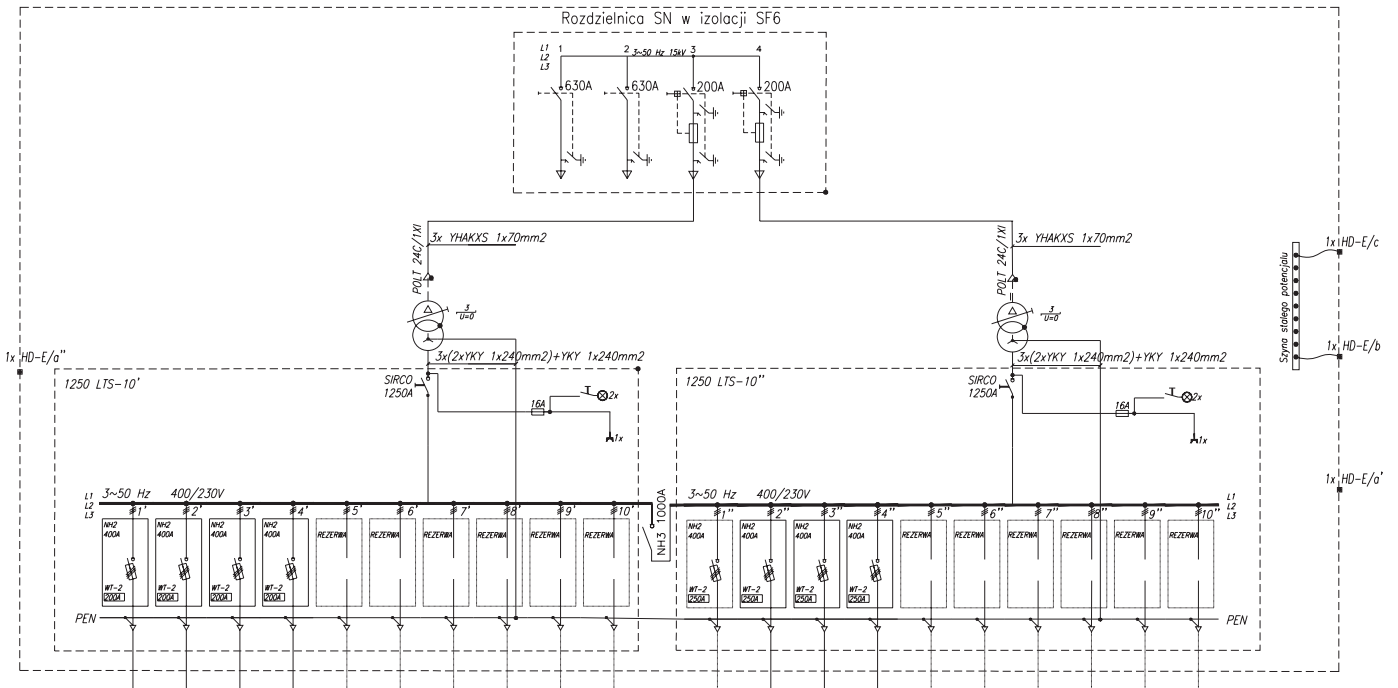 Rozdzielnica SN w izolacji SF6
L1
L2
L3
1
2
3~50 Hz 15kV
3
4
630A
630A
200A
200A
POLT 24C/1XI
3x YHAKXS 1x70mm2
POLT 24C/1XI
3x YHAKXS 1x70mm2
3
U=0
3
U=0
Szyna stałego potencjału
1x HD-E/c
1x HD-E/b
1x HD-E/a'
1x HD-E/a"
3x(2xYKY 1x240mm2)+YKY 1x240mm2
3x(2xYKY 1x240mm2)+YKY 1x240mm2
1250 LTS-10'
SIRCO
1250A
16A
2x
1x
1250 LTS-10"
SIRCO
1250A
16A
2x
1x
L1
L2
L3
3~50 Hz 400/230V
1' 2' 3' 4' 5' 6' 7' 8' 9' 10'
NH2 NH2 NH2 NH2
400A 400A 400A 400A
REZERWA REZERWA REZERWA REZERWA REZERWA REZERWA
WT-2 WT-2 WT-2 WT-2
200A 200A 200A 200A
PEN
NH3 1000A
3~50 Hz 400/230V
L1
L2
L3
1" 2" 3" 4" 5" 6" 7" 8" 9" 10"
NH2 NH2 NH2 NH2
400A 400A 400A 400A
REZERWA REZERWA REZERWA REZERWA REZERWA REZERWA
WT-2 WT-2 WT-2 WT-2
250A 250A 250A 250A
PEN